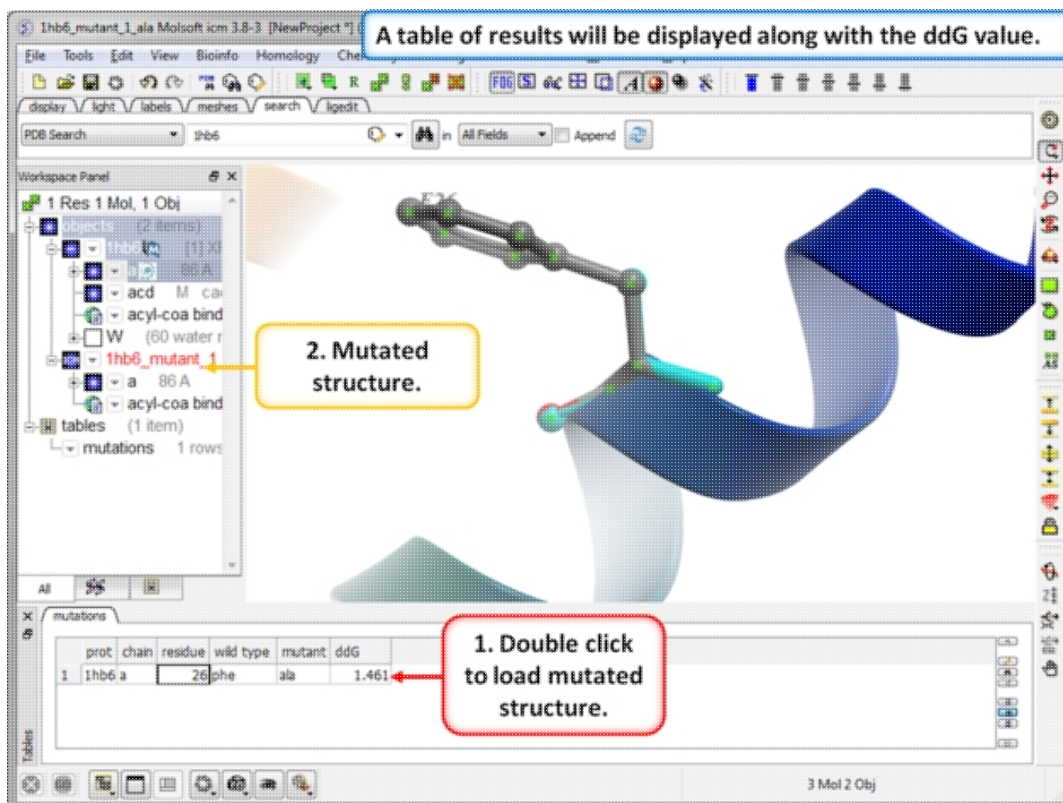 1hb6_mutant_1_ala Molsoft icm 3.8-3 [NewProject *]
A table of results will be displayed along with the ddG value.
File Tools Edit View Bioinfo Homology
display light labels meshes search ligedit
PDB Search 1hb6 in All Fields Append
Workspace Panel
1 Res 1 Mol, 1 Obj
objects (2 items)
1hb6 [1]
a 86 A
acd M
acyl-coa bind
W (60 water
1hb6_mutant_1
a 86 A
acyl-coa bind
tables (1 item)
mutations 1 rows
All
F26
2. Mutated
structure.
mutations
prot chain residue wild type mutant ddG
1 1hb6 a 26 phe ala 1.461
1. Double click
to load mutated
structure.
Tables
3 Mol 2 Obj